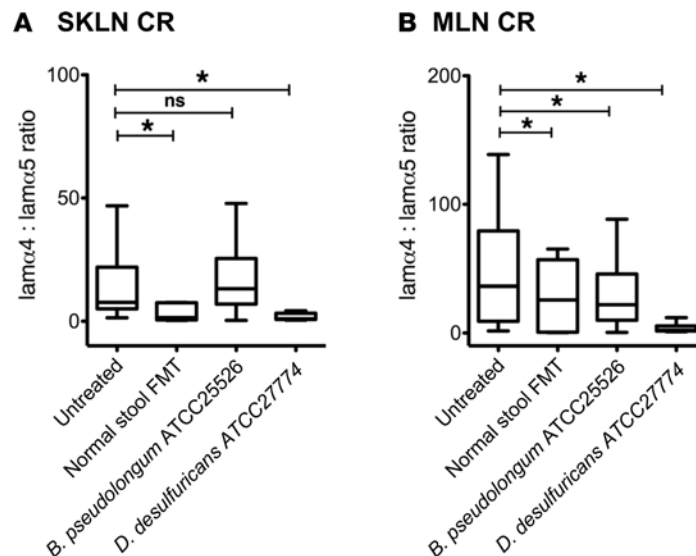 A SKLN CR
lamα4 : lamα5 ratio
100
50
0
*
ns
*
Untreated
Normal stool FMT
B. pseudolongum ATCC25526
D. desulfuricans ATCC27774
B MLN CR
lamα4 : lamα5 ratio
200
100
0
*
*
*
Untreated
Normal stool FMT
B. pseudolongum ATCC25526
D. desulfuricans ATCC27774